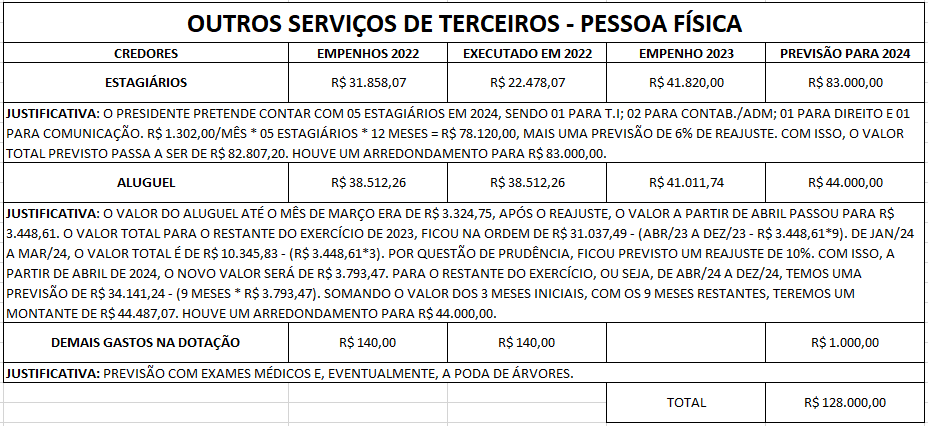 OUTROS SERVIÇOS DE TERCEIROS - PESSOA FÍSICA
CREDORES EMPENHOS 2022 EXECUTADO EM 2022 EMPENHO 2023 PREVISÃO PARA 2024
ESTAGIÁRIOS R$ 31.858,07 R$ 22.478,07 R$ 41.820,00 R$ 83.000,00
JUSTIFICATIVA: O PRESIDENTE PRETENDE CONTAR COM 05 ESTAGIÁRIOS EM 2024, SENDO 01 PARA T.I; 02 PARA CONTAB./ADM; 01 PARA DIREITO E 01
PARA COMUNICAÇÃO. R$ 1.302,00/MÊS * 05 ESTAGIÁRIOS * 12 MESES = R$ 78.120,00, MAIS UMA PREVISÃO DE 6% DE REAJUSTE. COM ISSO, O VALOR
TOTAL PREVISTO PASSA A SER DE R$ 82.807,20. HOUVE UM ARREDONDAMENTO PARA R$ 83.000,00.
ALUGUEL R$ 38.512,26 R$ 38.512,26 R$ 41.011,74 R$ 44.000,00
JUSTIFICATIVA: O VALOR DO ALUGUEL ATÉ O MÊS DE MARÇO ERA DE R$ 3.324,75, APÓS O REAJUSTE, O VALOR A PARTIR DE ABRIL PASSOU PARA R$
3.448,61. O VALOR TOTAL PARA O RESTANTE DO EXERCÍCIO DE 2023, FICOU NA ORDEM DE R$ 31.037,49 - (ABR/23 A DEZ/23 - R$ 3.448,61*9). DE JAN/24
A MAR/24, O VALOR TOTAL É DE R$ 10.345,83 - (R$ 3.448,61*3). POR QUESTÃO DE PRUDÊNCIA, FICOU PREVISTO UM REAJUSTE DE 10%. COM ISSO, A
PARTIR DE ABRIL DE 2024, O NOVO VALOR SERÁ DE R$ 3.793,47. PARA O RESTANTE DO EXERCÍCIO, OU SEJA, DE ABR/24 A DEZ/24, TEMOS UMA
PREVISÃO DE R$ 34.141,24 - (9 MESES * R$ 3.793,47). SOMANDO O VALOR DOS 3 MESES INICIAIS, COM OS 9 MESES RESTANTES, TEREMOS UM
MONTANTE DE R$ 44.487,07. HOUVE UM ARREDONDAMENTO PARA R$ 44.000,00.
DEMAIS GASTOS NA DOTAÇÃO R$ 140,00 R$ 140,00 R$ 1.000,00
JUSTIFICATIVA: PREVISÃO COM EXAMES MÉDICOS E, EVENTUALMENTE, A PODA DE ÁRVORES.
TOTAL R$ 128.000,00